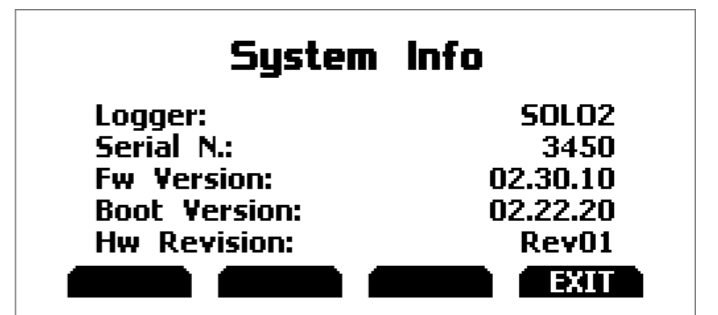 System Info
Logger: SOLO2
Serial N.: 3450
Fw Version: 02.30.10
Boot Version: 02.22.20
Hw Revision: Rev01
EXIT